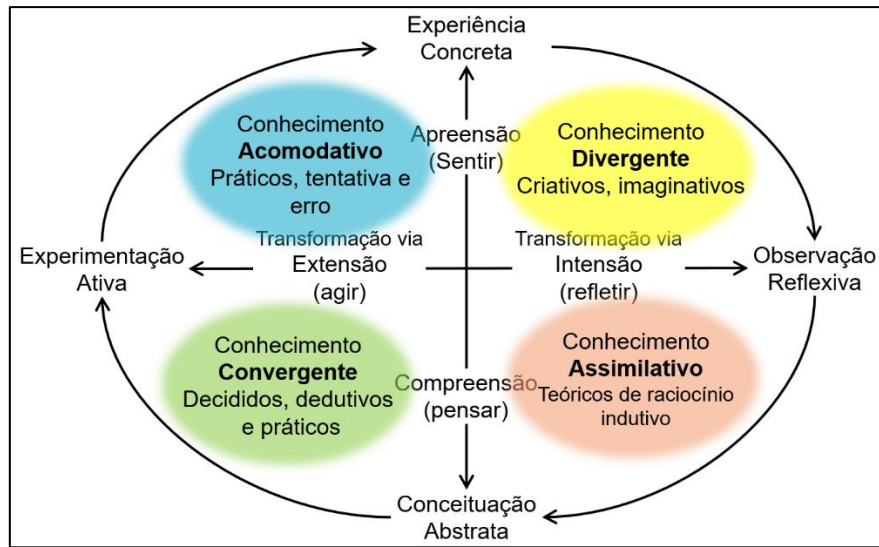 Experiência
Concreta
Conhecimento
Acomodativo
Práticos, tentativa e
erro
Apreensão
(Sentir)
Conhecimento
Divergente
Criativos, imaginativos
Experimentação
Ativa
Transformação via
Extensão
(agir)
Transformação via
Intensão
(refletir)
Observação
Reflexiva
Conhecimento
Convergente
Decididos, dedutivos
e práticos
Compreensão
(pensar)
Conhecimento
Assimilativo
Teóricos de raciocínio
indutivo
Conceituação
Abstrata